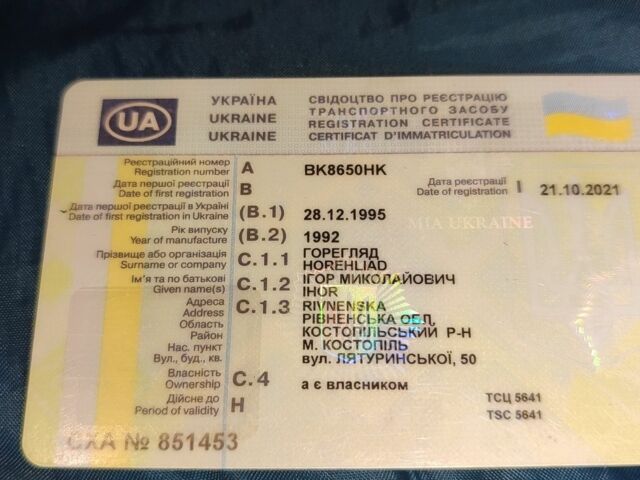 UA
УКРАЇНА
UKRAINE
UKRAINE
СВІДОЦТВО ПРО РЕЄСТРАЦІЮ
ТРАНСПОРТНОГО ЗАСОБУ
REGISTRATION CERTIFICATE
CERTIFICAT D'IMMATRICULATION
Реєстраційний номер
Registration number A BK8650HK
Дата першої реєстрації
Date of first registration B
Дата реєстрації
Date of registration I 21.10.2021
Дата першої реєстрації в Україні
Date of first registration in Ukraine (B.1) 28.12.1995
MIA UKRAINE
Рік випуску
Year of manufacture (B.2) 1992
Прізвище або організація
Surname or company C.1.1 ГОРЕГЛЯД
HOREHLIAD
Ім'я та по батькові
Given name(s) C.1.2 ІГОР МИКОЛАЙОВИЧ
IHOR
Адреса
Address C.1.3 RIVNENSKA
Область РІВНЕНСЬКА ОБЛ,
Район КОСТОПІЛЬСЬКИЙ Р-Н
Нас. пункт М. КОСТОПІЛЬ
Вул., буд., кв. вул. ЛЯТУРИНСЬКОЇ, 50
Власність
Ownership C.4 а є власником
Дійсне до
Period of validity H
ТСЦ 5641
TSC 5641
СХА № 851453